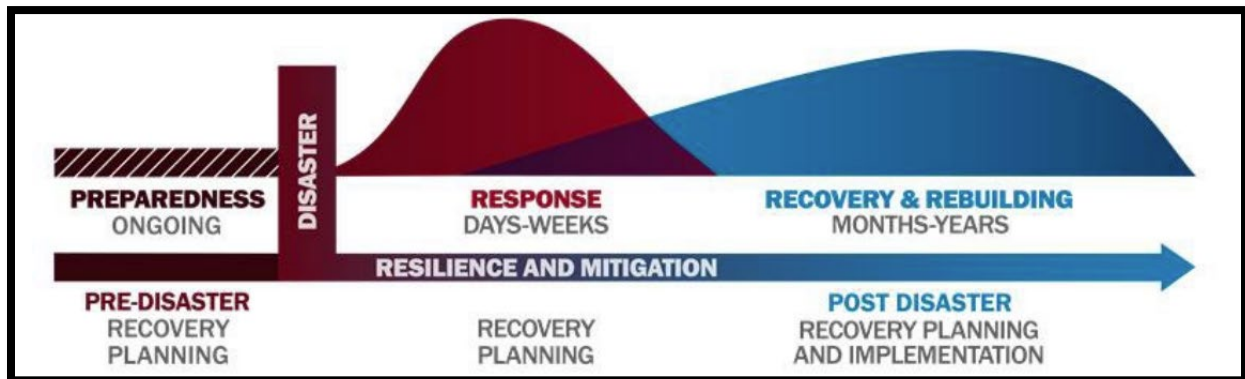 DISASTER
PREPAREDNESS
ONGOING
RESPONSE
DAYS-WEEKS
RECOVERY & REBUILDING
MONTHS-YEARS
RESILIENCE AND MITIGATION
PRE-DISASTER
RECOVERY
PLANNING
RECOVERY
PLANNING
POST DISASTER
RECOVERY PLANNING
AND IMPLEMENTATION